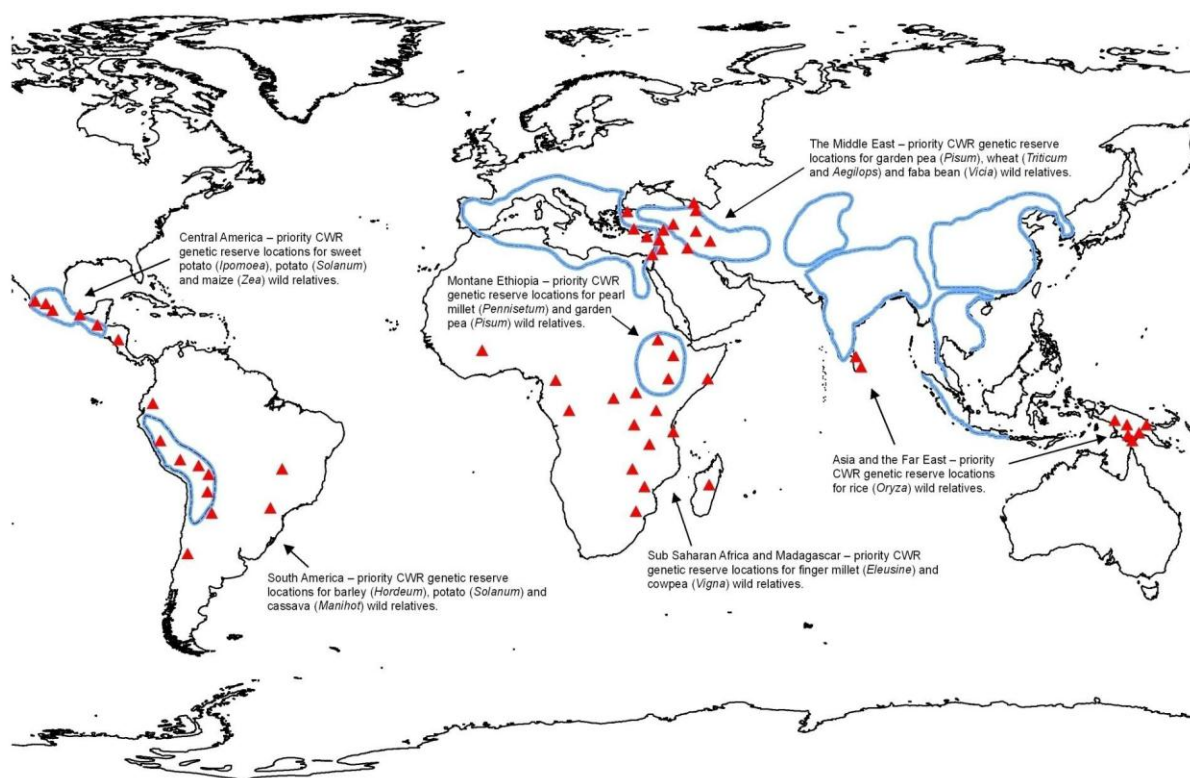 The Middle East – priority CWR genetic reserve
locations for garden pea (Pisum), wheat (Triticum
and Aegilops) and faba bean (Vicia) wild relatives.
Central America – priority CWR
genetic reserve locations for sweet
potato (Ipomoea), potato (Solanum)
and maize (Zea) wild relatives.
Montane Ethiopia – priority CWR
genetic reserve locations for pearl
millet (Pennisetum) and garden
pea (Pisum) wild relatives.
Asia and the Far East – priority
CWR genetic reserve locations
for rice (Oryza) wild relatives.
Sub Saharan Africa and Madagascar – priority CWR
genetic reserve locations for finger millet (Eleusine) and
cowpea (Vigna) wild relatives.
South America – priority CWR genetic reserve
locations for barley (Hordeum), potato (Solanum) and
cassava (Manihot) wild relatives.